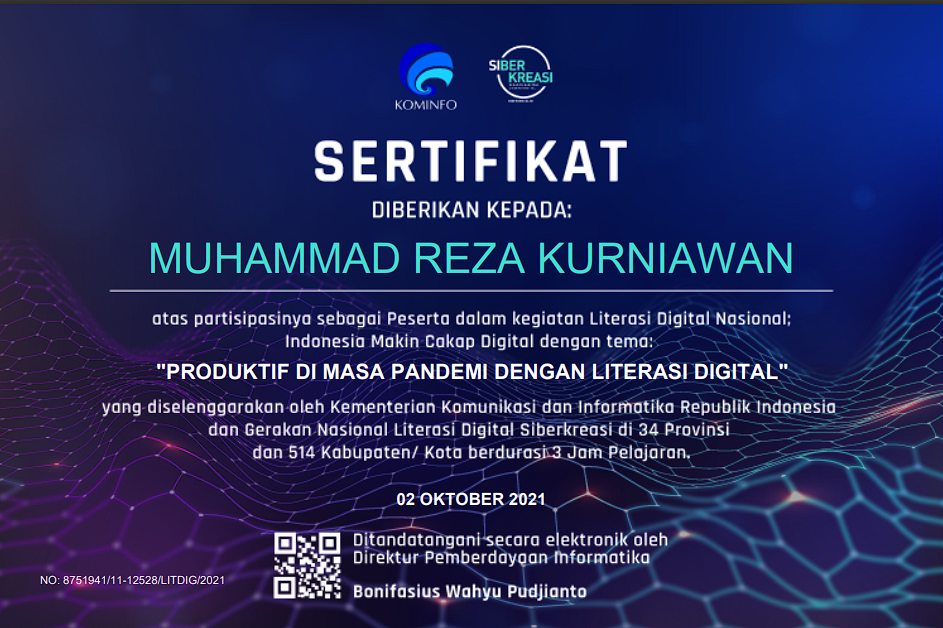 KOMINFO
SIBER
KREASI
SERTIFIKAT
DIBERIKAN KEPADA:
MUHAMMAD REZA KURNIAWAN
atas partisipasinya sebagai Peserta dalam kegiatan Literasi Digital Nasional;
Indonesia Makin Cakap Digital dengan tema:
"PRODUKTIF DI MASA PANDEMI DENGAN LITERASI DIGITAL"
yang diselenggarakan oleh Kementerian Komunikasi dan Informatika Republik Indonesia
dan Gerakan Nasional Literasi Digital Siberkreasi di 34 Provinsi
dan 514 Kabupaten/ Kota berdurasi 3 Jam Pelajaran.
02 OKTOBER 2021
Ditandatangani secara elektronik oleh
Direktur Pemberdayaan Informatika
Bonifasius Wahyu Pudjianto
NO: 8751941/11-12528/LITDIG/2021